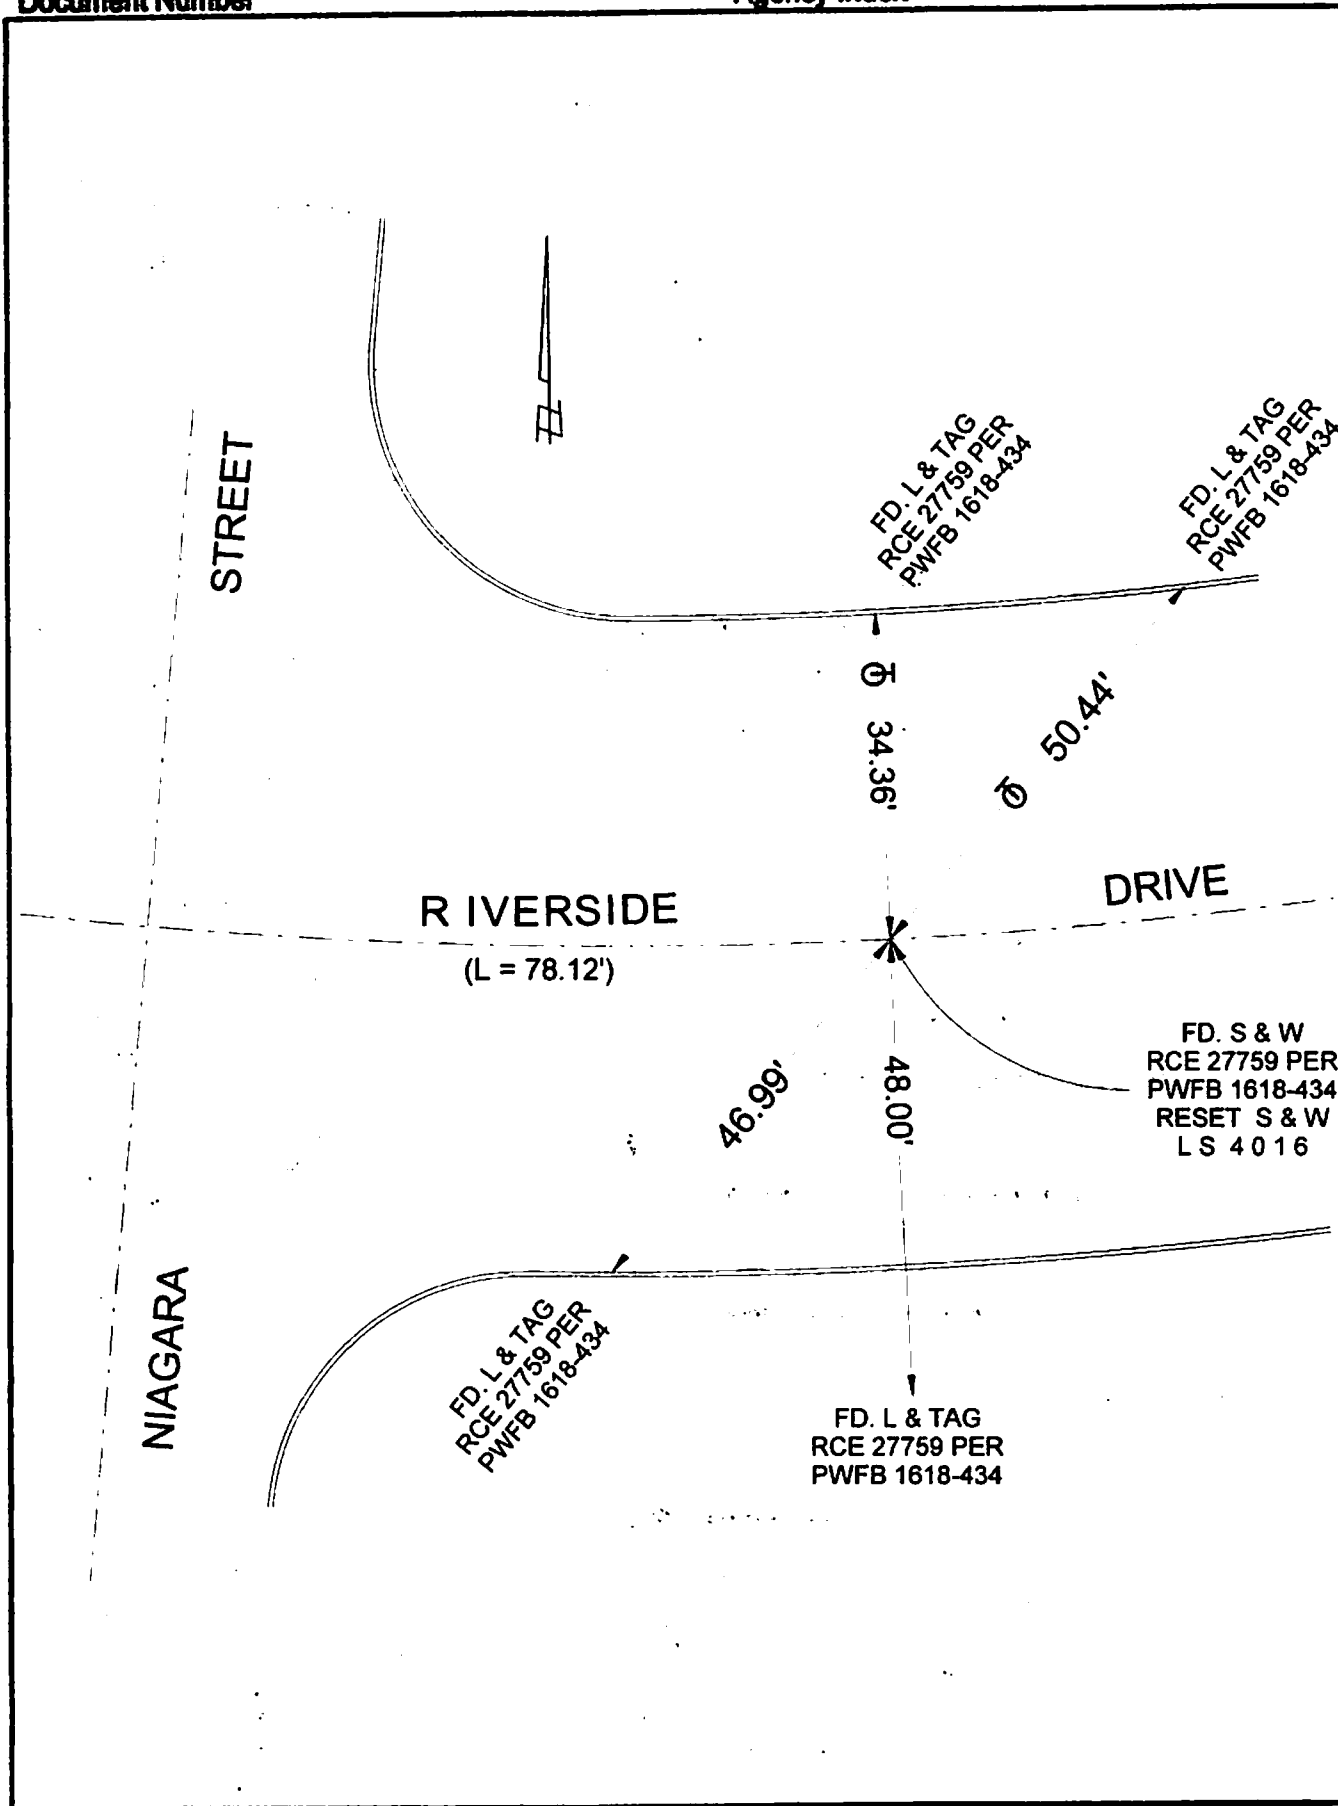 Document Number
Agency Index
STREET
FD. L & TAG
RCE 27759 PER
PWFB 1618-434
FD. L & TAG
RCE 27759 PER
PWFB 1618-434
34.36'
50.44'
R IVERSIDE
DRIVE
(L = 78.12')
46.99'
48.00'
FD. S & W
RCE 27759 PER
PWFB 1618-434
RESET S & W
L S 4 0 1 6
NIAGARA
FD. L & TAG
RCE 27759 PER
PWFB 1618-434
FD. L & TAG
RCE 27759 PER
PWFB 1618-434